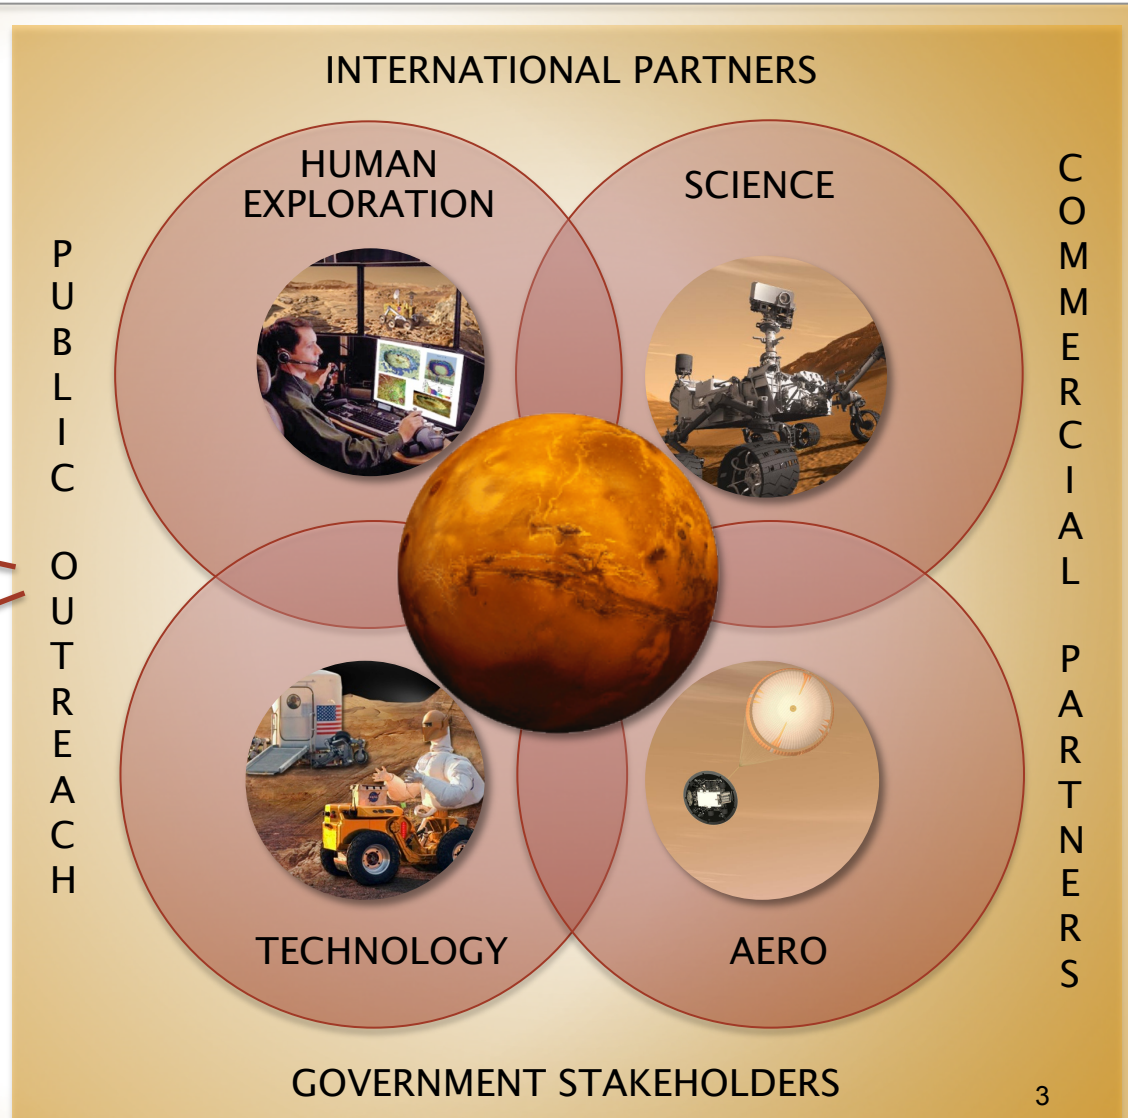 INTERNATIONAL PARTNERS
HUMAN
EXPLORATION
SCIENCE
PUBLIC OUTREACH
COMMERCIAL PARTNERS
TECHNOLOGY
AERO
GOVERNMENT STAKEHOLDERS
3